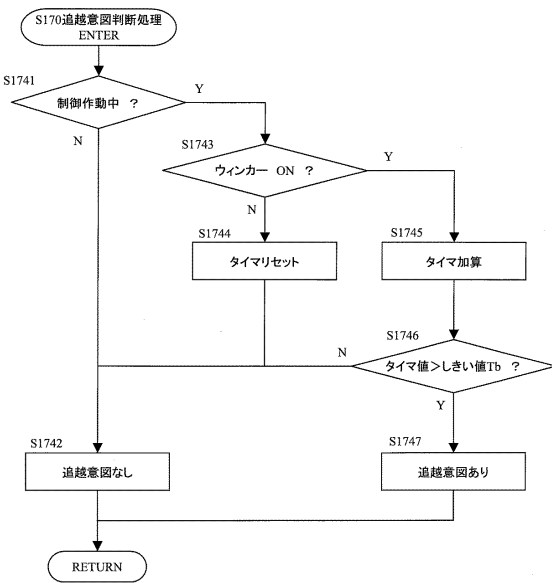 S170追越意図判断処理
ENTER
S1741
制御作動中 ?
Y
N
S1743
ウィンカー ON ?
Y
N
S1744
タイマリセット
S1745
タイマ加算
S1746
タイマ値>しきい値Tb ?
N
Y
S1742
追越意図なし
S1747
追越意図あり
RETURN